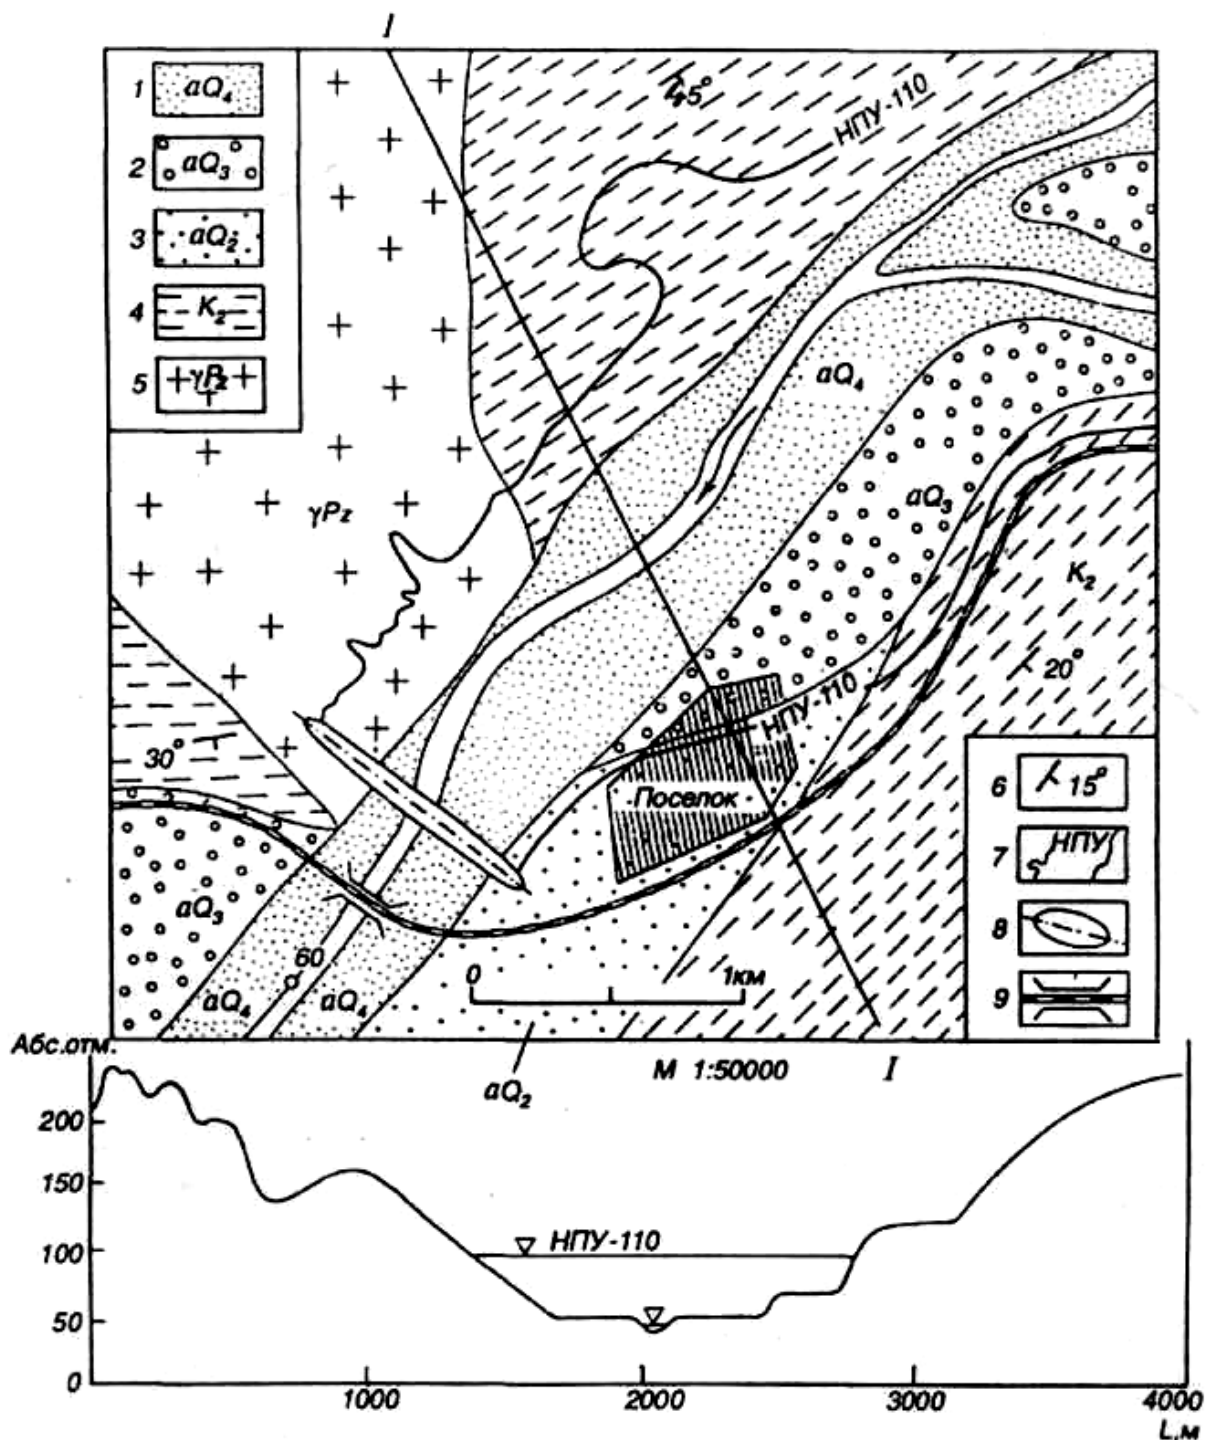 I
1 aQ₄
2 aQ₃
3 aQ₂
4 K₂
5 γPz
НПУ-110
aQ₄
aQ₃
γPz
K₂
20°
30°
НПУ-110
Поселок
aQ₃
60
aQ₄
aQ₄
0 1км
6 15°
7 НПУ
8
9
Абс.отм.
М 1:50000
I
aQ₂
200
150
100
50
0
НПУ-110
1000 2000 3000 4000
L,м